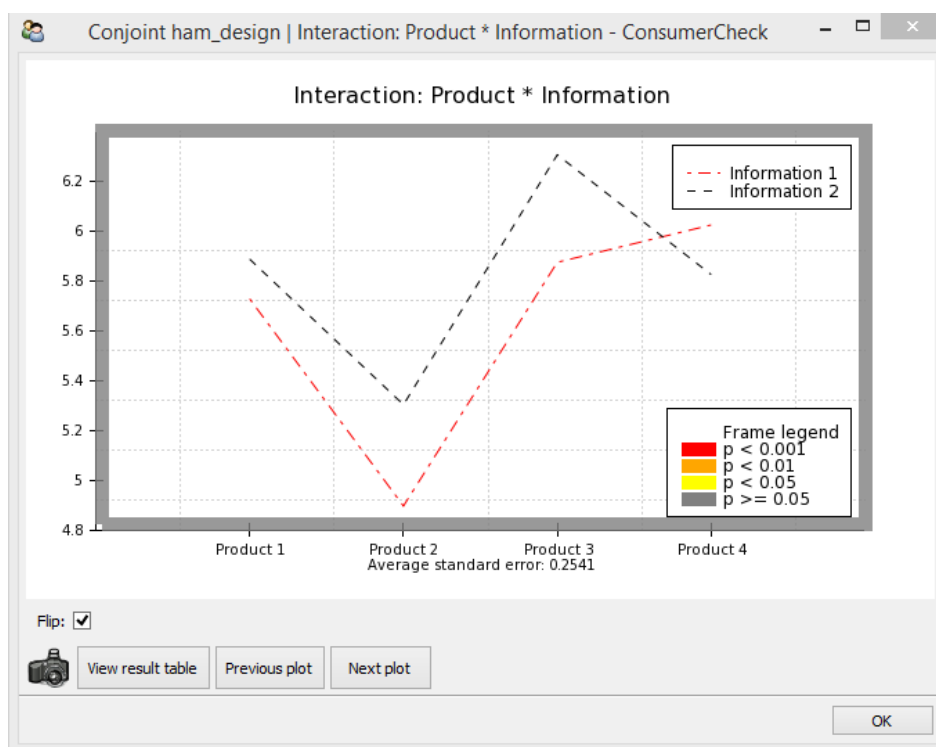 Conjoint ham_design | Interaction: Product * Information - ConsumerCheck
Interaction: Product * Information
6.2
6
5.8
5.6
5.4
5.2
5
4.8
Information 1
Information 2
Frame legend
p < 0.001
p < 0.01
p < 0.05
p >= 0.05
Product 1 Product 2 Product 3 Product 4
Average standard error: 0.2541
Flip:
View result table Previous plot Next plot
OK